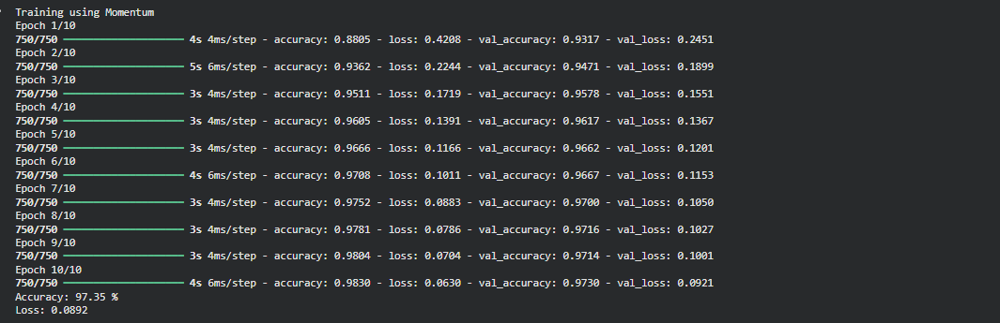 Training using Momentum
Epoch 1/10
750/750 4s 4ms/step - accuracy: 0.8805 - loss: 0.4208 - val_accuracy: 0.9317 - val_loss: 0.2451
Epoch 2/10
750/750 5s 6ms/step - accuracy: 0.9362 - loss: 0.2244 - val_accuracy: 0.9471 - val_loss: 0.1899
Epoch 3/10
750/750 3s 4ms/step - accuracy: 0.9511 - loss: 0.1719 - val_accuracy: 0.9578 - val_loss: 0.1551
Epoch 4/10
750/750 3s 4ms/step - accuracy: 0.9605 - loss: 0.1391 - val_accuracy: 0.9617 - val_loss: 0.1367
Epoch 5/10
750/750 3s 4ms/step - accuracy: 0.9666 - loss: 0.1166 - val_accuracy: 0.9662 - val_loss: 0.1201
Epoch 6/10
750/750 4s 6ms/step - accuracy: 0.9708 - loss: 0.1011 - val_accuracy: 0.9667 - val_loss: 0.1153
Epoch 7/10
750/750 3s 4ms/step - accuracy: 0.9752 - loss: 0.0883 - val_accuracy: 0.9700 - val_loss: 0.1050
Epoch 8/10
750/750 3s 4ms/step - accuracy: 0.9781 - loss: 0.0786 - val_accuracy: 0.9716 - val_loss: 0.1027
Epoch 9/10
750/750 3s 4ms/step - accuracy: 0.9804 - loss: 0.0704 - val_accuracy: 0.9714 - val_loss: 0.1001
Epoch 10/10
750/750 4s 6ms/step - accuracy: 0.9830 - loss: 0.0630 - val_accuracy: 0.9730 - val_loss: 0.0921
Accuracy: 97.35 %
Loss: 0.0892